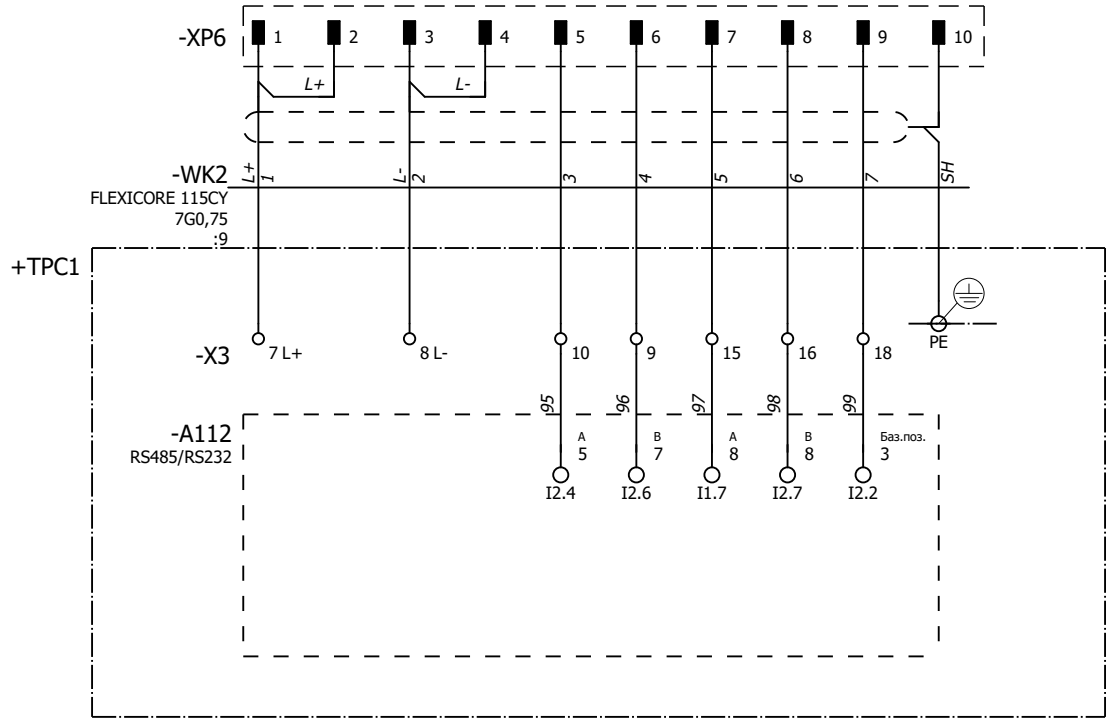 -XP6 1 2 3 4 5 6 7 8 9 10
L+ L-
-WK2 L+ 1 L- 2 3 4 5 6 7 SH
FLEXICORE 115CY
7G0,75
:9
+TPC1
-X3 7 L+ 8 L- 10 9 15 16 18 PE
95 96 97 98 99
-A112 A B A B Баз.поз.
RS485/RS232 5 7 8 8 3
I2.4 I2.6 I1.7 I2.7 I2.2